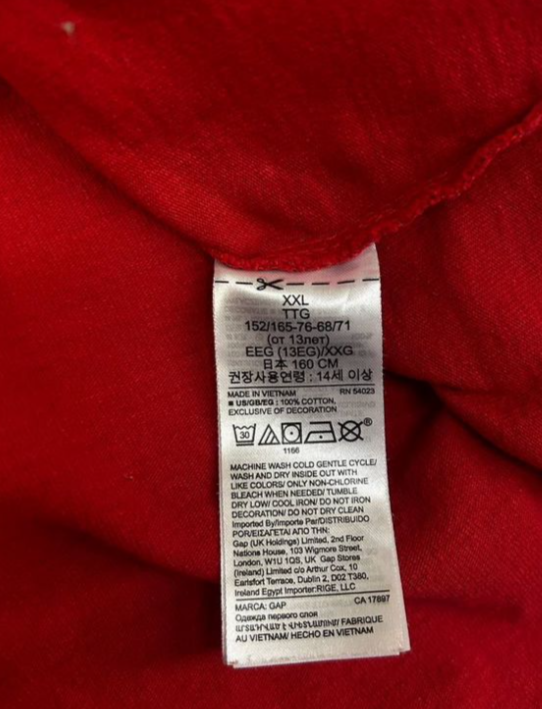 XXL
TTG
152/165-76-68/71
(от 13лет)
EEG (13EG)/XXG
日本 160 CM
권장사용연령 : 14세 이상
MADE IN VIETNAM RN 54023
■ US/GB/EG : 100% COTTON,
EXCLUSIVE OF DECORATION
30 ®
1166
MACHINE WASH COLD GENTLE CYCLE/
WASH AND DRY INSIDE OUT WITH
LIKE COLORS/ ONLY NON-CHLORINE
BLEACH WHEN NEEDED/ TUMBLE
DRY LOW/ COOL IRON/ DO NOT IRON
DECORATION/ DO NOT DRY CLEAN
Imported By/Importe Par/DISTRIBUIDO
POR/ΕΙΣΑΓΕΤΑΙ ΑΠΟ ΤΗΝ:
Gap (UK Holdings) Limited, 2nd Floor
Nations House, 103 Wigmore Street,
London, W1U 1QS, UK Gap Stores
(Ireland) Limited c/o Arthur Cox, 10
Earlsfort Terrace, Dublin 2, D02 T380,
Ireland Egypt Importer:RIGE, LLC
MARCA: GAP CA 17897
Одежда первого слоя
FABRIQUE
AU VIETNAM/ HECHO EN VIETNAM